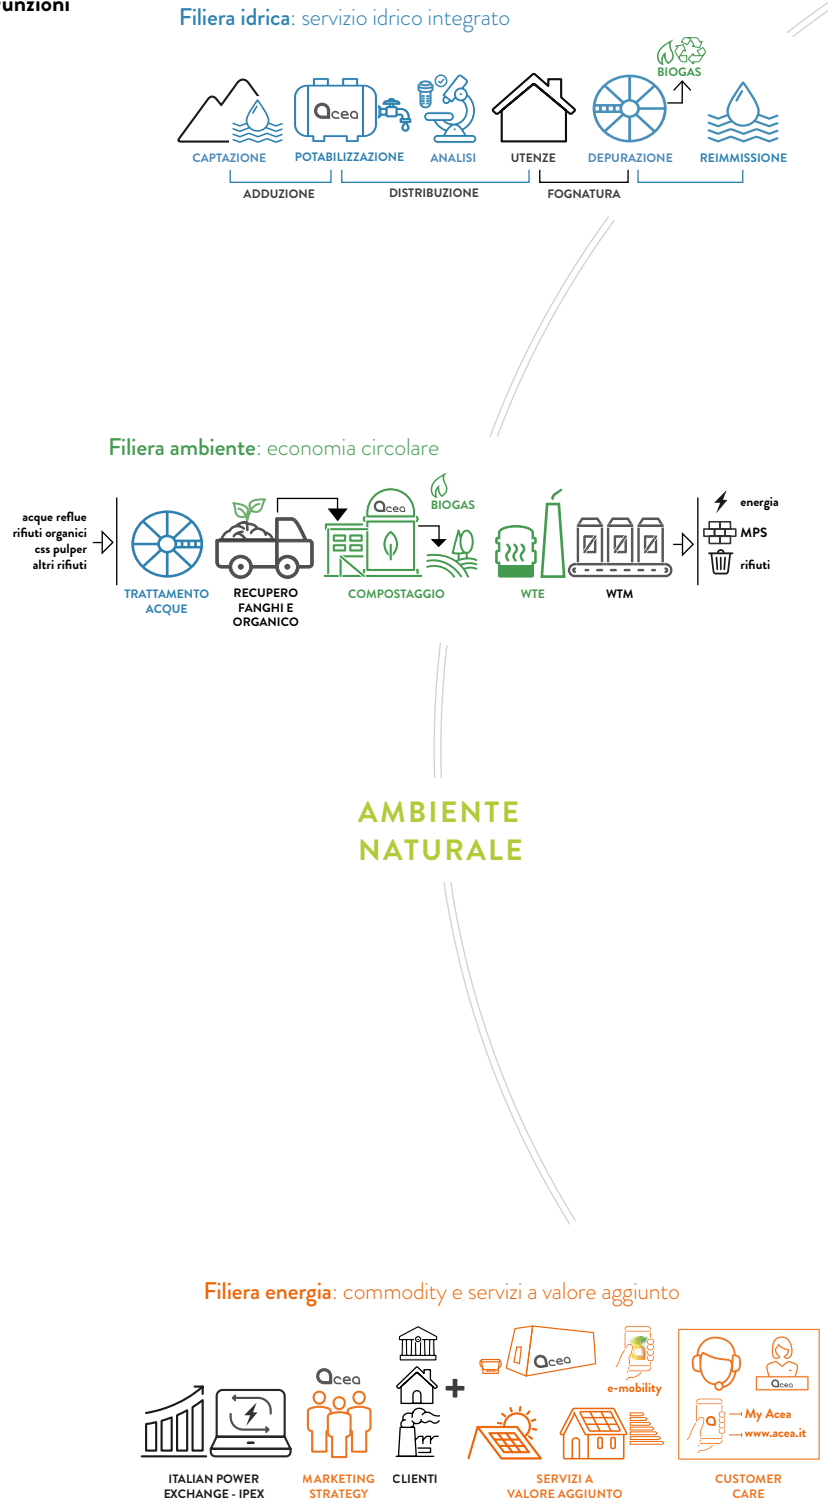 funzioni
Filiera idrica: servizio idrico integrato
BIOGAS
acea
CAPTAZIONE
POTABILIZZAZIONE
ANALISI
UTENZE
DEPURAZIONE
REIMMISSIONE
ADDUZIONE
DISTRIBUZIONE
FOGNATURA
Filiera ambiente: economia circolare
acque reflue
rifiuti organici
css pulper
altri rifiuti
acea
BIOGAS
energia
MPS
rifiuti
TRATTAMENTO
ACQUE
RECUPERO
FANGHI E
ORGANICO
COMPOSTAGGIO
WTE
WTM
AMBIENTE
NATURALE
Filiera energia: commodity e servizi a valore aggiunto
acea
acea
e-mobility
acea
a
My Acea
www.acea.it
ITALIAN POWER
EXCHANGE - IPEX
MARKETING
STRATEGY
CLIENTI
SERVIZI A
VALORE AGGIUNTO
CUSTOMER
CARE